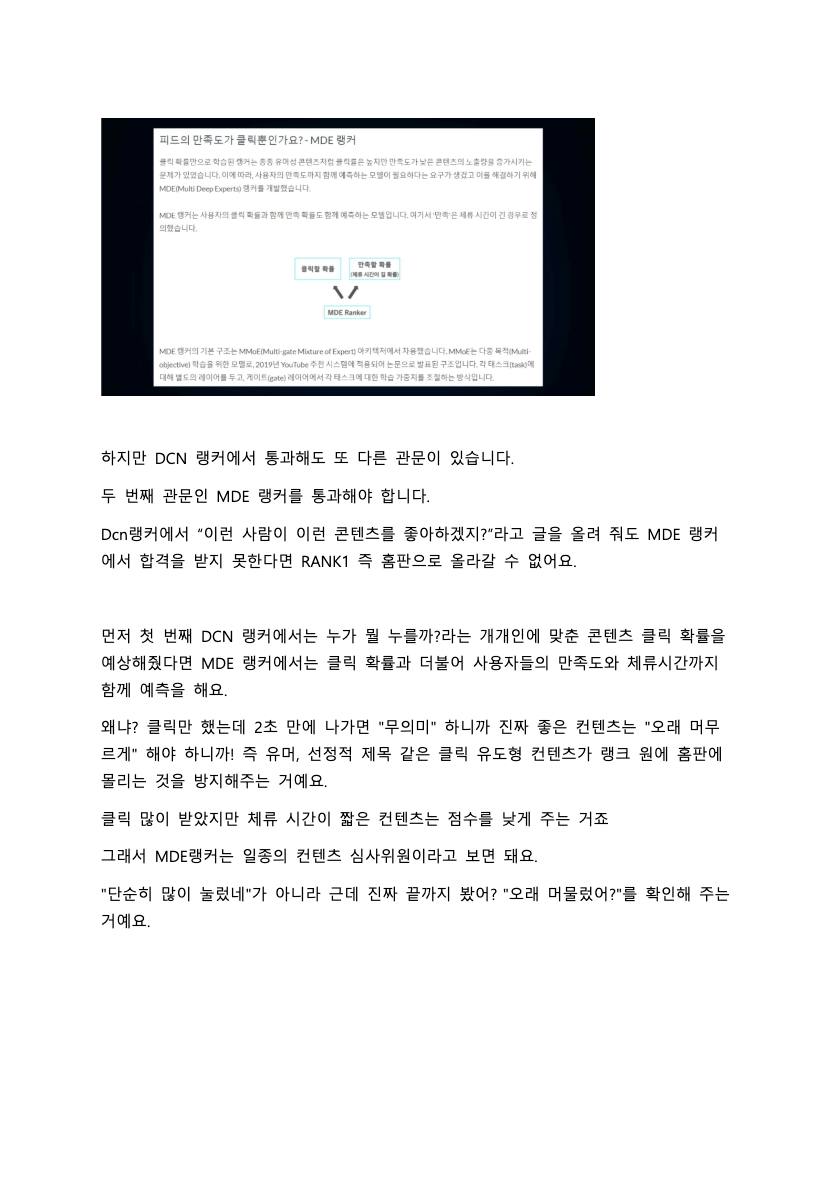 피드의 만족도가 클릭뿐인가요? - MDE 랭커
클릭 확률만으로 학습된 랭커는 종종 유머성 콘텐츠처럼 클릭률은 높지만 만족도가 낮은 콘텐츠의 노출량을 증가시키는
문제가 있었습니다. 이에 따라, 사용자의 만족도까지 함께 예측하는 모델이 필요하다는 요구가 생겼고 이를 해결하기 위해
MDE(Multi Deep Experts) 랭커를 개발했습니다.
MDE 랭커는 사용자의 클릭 확률과 함께 만족 확률도 함께 예측하는 모델입니다. 여기서 '만족'은 체류 시간이 긴 경우로 정
의했습니다.
클릭할 확률
만족할 확률
(체류 시간이 길 확률)
MDE Ranker
MDE 랭커의 기본 구조는 MMoE(Multi-gate Mixture of Expert) 아키텍처에서 차용했습니다. MMoE는 다중 목적(Multi-
objective) 학습을 위한 모델로, 2019년 YouTube 추천 시스템에 적용되어 논문으로 발표된 구조입니다. 각 태스크(task)에
대해 별도의 레이어를 두고, 게이트(gate) 레이어에서 각 태스크에 대한 학습 가중치를 조절하는 방식입니다.
하지만 DCN 랭커에서 통과해도 또 다른 관문이 있습니다.
두 번째 관문인 MDE 랭커를 통과해야 합니다.
Dcn랭커에서 “이런 사람이 이런 콘텐츠를 좋아하겠지?”라고 글을 올려 줘도 MDE 랭커
에서 합격을 받지 못한다면 RANK1 즉 홈판으로 올라갈 수 없어요.
먼저 첫 번째 DCN 랭커에서는 누가 뭘 누를까?라는 개개인에 맞춘 콘텐츠 클릭 확률을
예상해줬다면 MDE 랭커에서는 클릭 확률과 더불어 사용자들의 만족도와 체류시간까지
함께 예측을 해요.
왜냐? 클릭만 했는데 2초 만에 나가면 "무의미" 하니까 진짜 좋은 컨텐츠는 "오래 머무
르게" 해야 하니까! 즉 유머, 선정적 제목 같은 클릭 유도형 컨텐츠가 랭크 원에 홈판에
몰리는 것을 방지해주는 거예요.
클릭 많이 받았지만 체류 시간이 짧은 컨텐츠는 점수를 낮게 주는 거죠
그래서 MDE랭커는 일종의 컨텐츠 심사위원이라고 보면 돼요.
"단순히 많이 눌렀네"가 아니라 근데 진짜 끝까지 봤어? "오래 머물렀어?"를 확인해 주는
거예요.